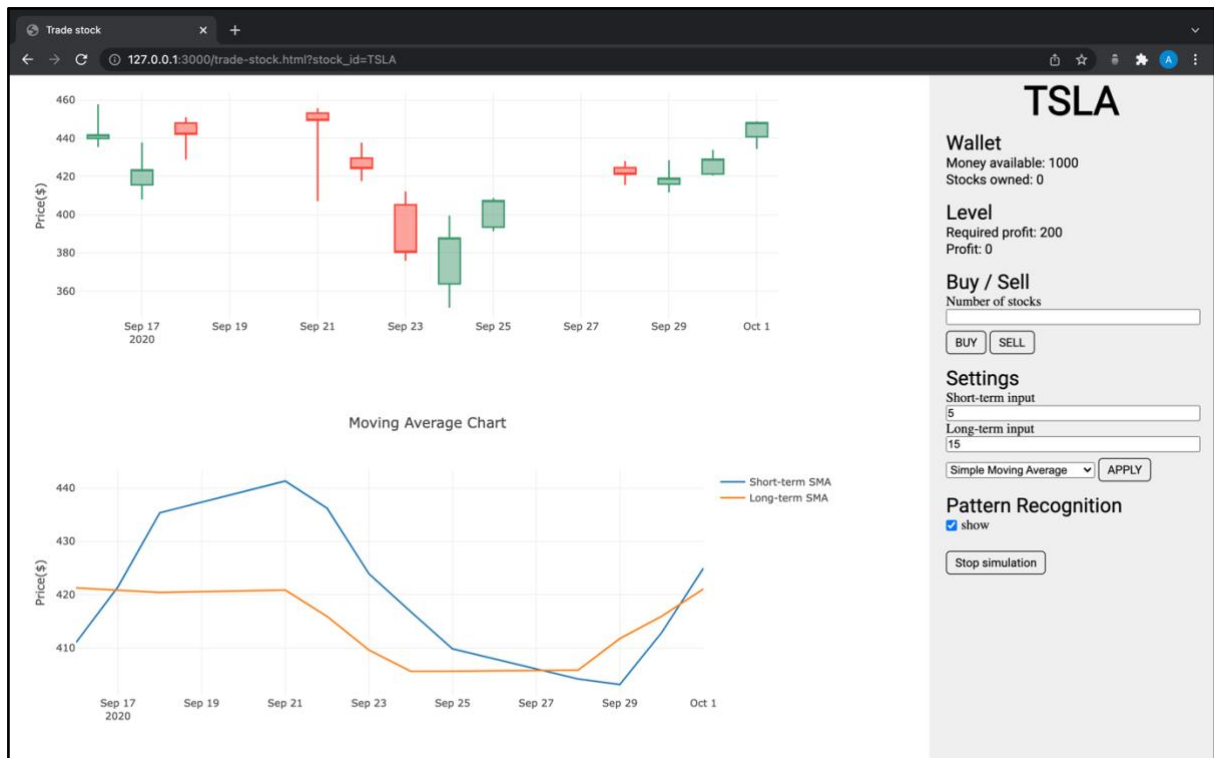 Trade stock
127.0.0.1:3000/trade-stock.html?stock_id=TSLA
A
460
440
420
400
380
360
Price($)
Sep 17 Sep 19 Sep 21 Sep 23 Sep 25 Sep 27 Sep 29 Oct 1
2020
Moving Average Chart
440
430
420
410
Price($)
Short-term SMA
Long-term SMA
Sep 17 Sep 19 Sep 21 Sep 23 Sep 25 Sep 27 Sep 29 Oct 1
2020
TSLA
Wallet
Money available: 1000
Stocks owned: 0
Level
Required profit: 200
Profit: 0
Buy / Sell
Number of stocks
BUY SELL
Settings
Short-term input
5
Long-term input
15
Simple Moving Average APPLY
Pattern Recognition
show
Stop simulation